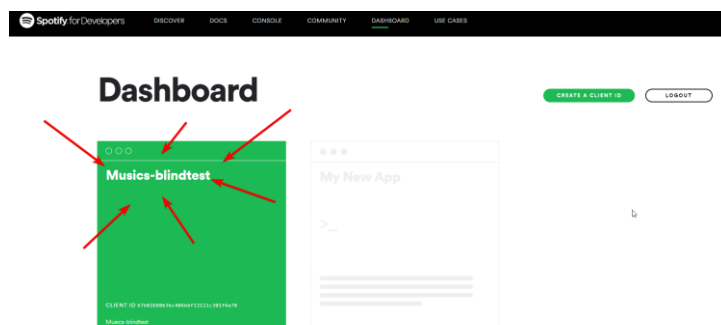 Spotify for Developers DISCOVER DOCS CONSOLE COMMUNITY DASHBOARD USE CASES
Dashboard
CREATE A CLIENT ID LOGOUT
Musics-blindtest
My New App
>_
CLIENT ID
Musics-blindtest